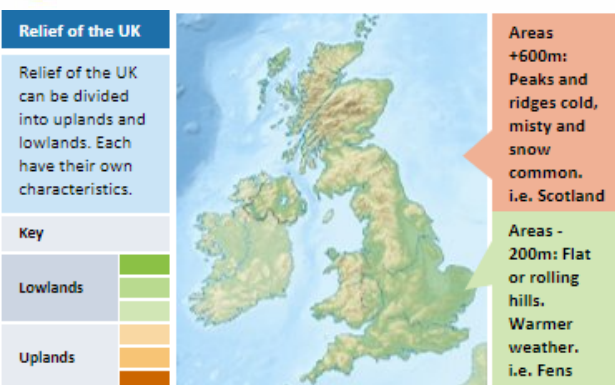 Relief of the UK
Relief of the UK
can be divided
into uplands and
lowlands. Each
have their own
characteristics.
Key
Lowlands
Uplands
Areas
+600m:
Peaks and
ridges cold,
misty and
snow
common.
i.e. Scotland
Areas -
200m: Flat
or rolling
hills.
Warmer
weather.
i.e. Fens